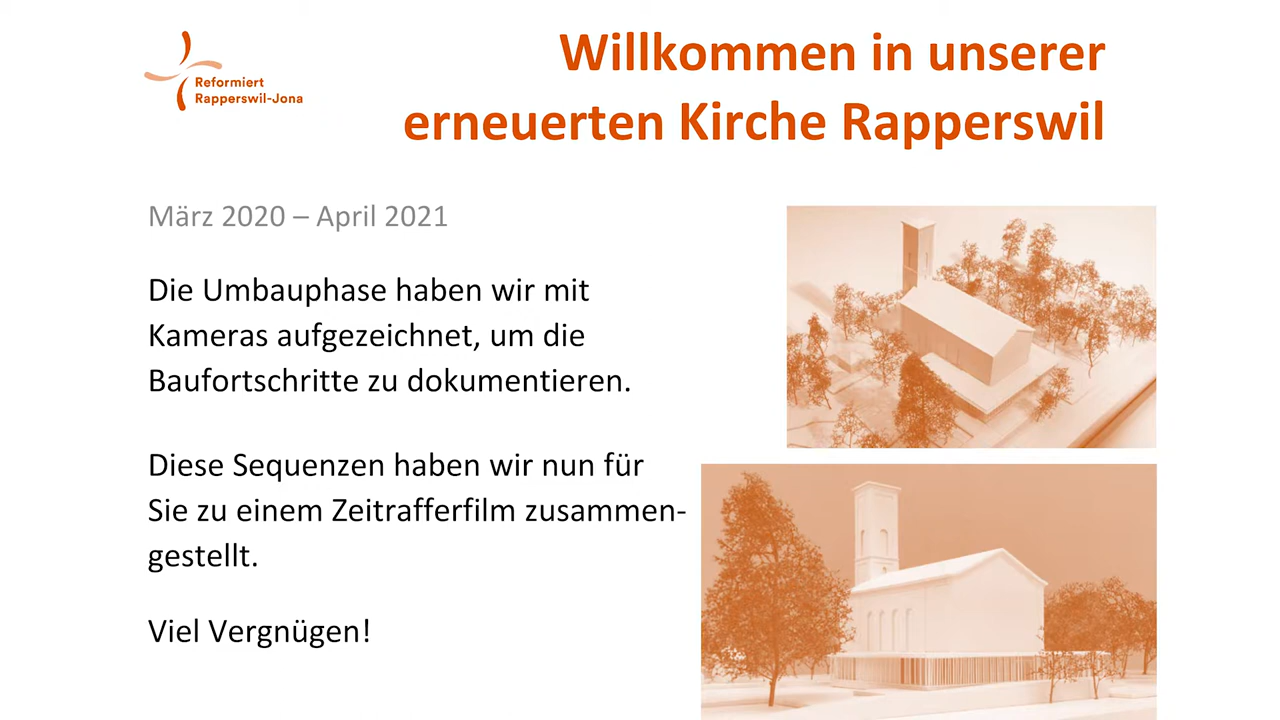 Reformiert
Rapperswil-Jona
Willkommen in unserer
erneuerten Kirche Rapperswil
März 2020 – April 2021
Die Umbauphase haben wir mit
Kameras aufgezeichnet, um die
Baufortschritte zu dokumentieren.
Diese Sequenzen haben wir nun für
Sie zu einem Zeitrafferfilm zusammen-
gestellt.
Viel Vergnügen!